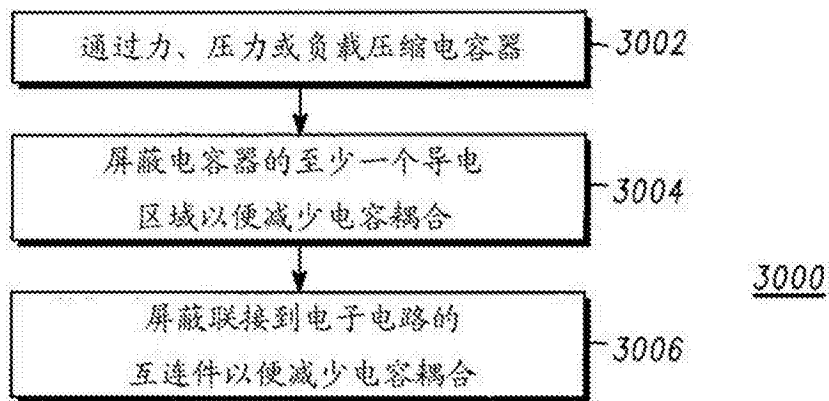 通过力、压力或负载压缩电容器
3002
屏蔽电容器的至少一个导电
区域以便减少电容耦合
3004
3000
屏蔽联接到电子电路的
互连件以便减少电容耦合
3006